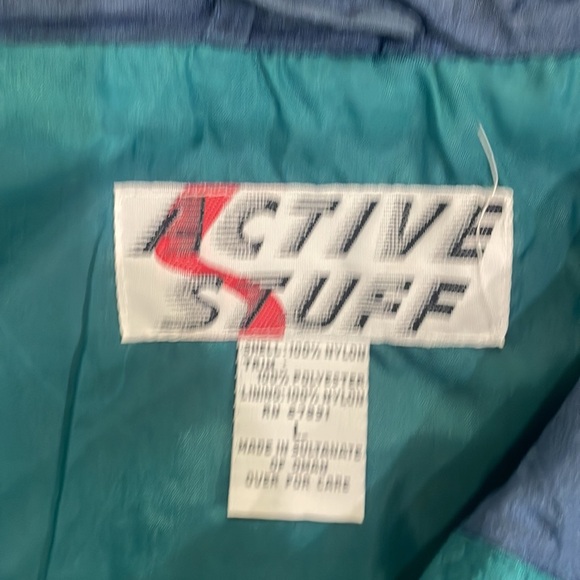 ACTIVE
STUFF
SHELL:100% NYLON
TRIM:
100% POLYESTER
LINING:100% NYLON
RN
L
MADE IN SULTANATE
OF OMAN
OVER FOR CARE